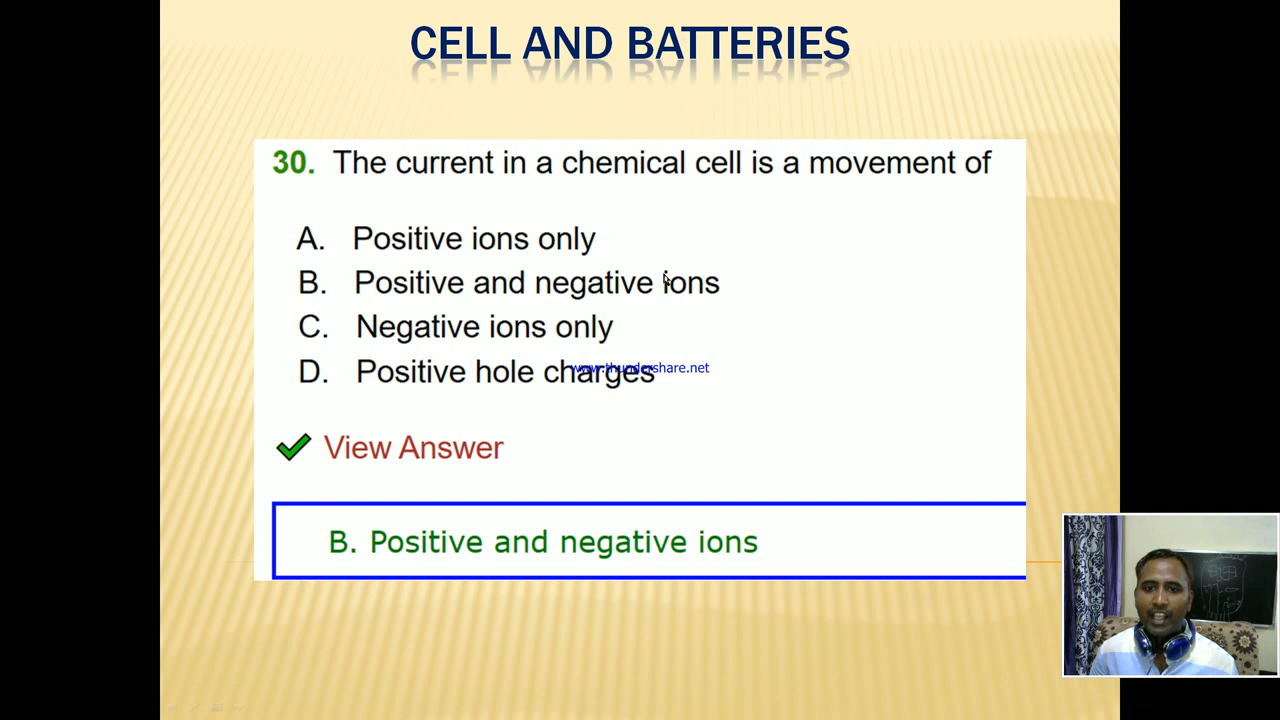 CELL AND BATTERIES
30. The current in a chemical cell is a movement of
A. Positive ions only
B. Positive and negative ions
C. Negative ions only
D. Positive hole charges
www.thundershare.net
View Answer
B. Positive and negative ions